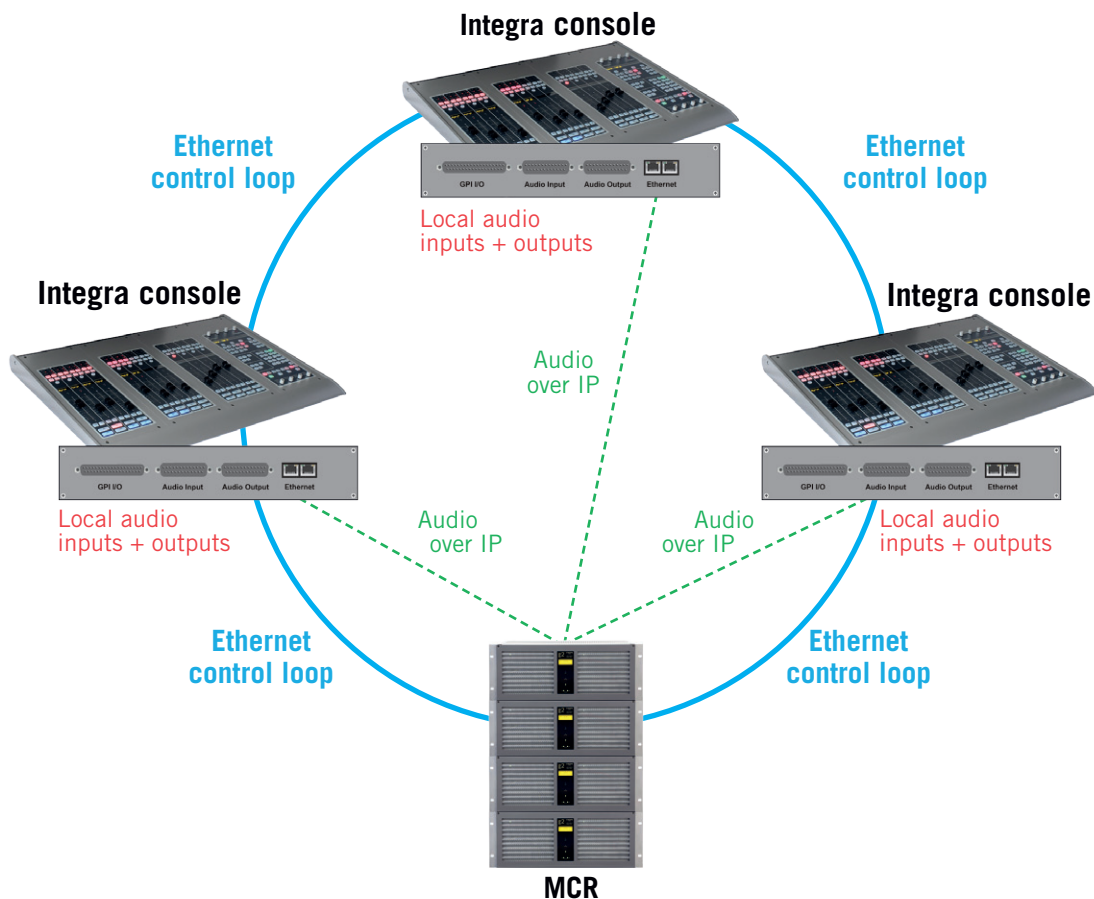 Integra console
Ethernet
control loop
Ethernet
control loop
GPI I/O Audio Input Audio Output Ethernet
Local audio
inputs + outputs
Integra console
Integra console
Audio
over IP
GPI I/O Audio Input Audio Output Ethernet
GPI I/O Audio Input Audio Output Ethernet
Local audio
inputs + outputs
Audio
over IP
Audio
over IP
Local audio
inputs + outputs
Ethernet
control loop
Ethernet
control loop
MCR